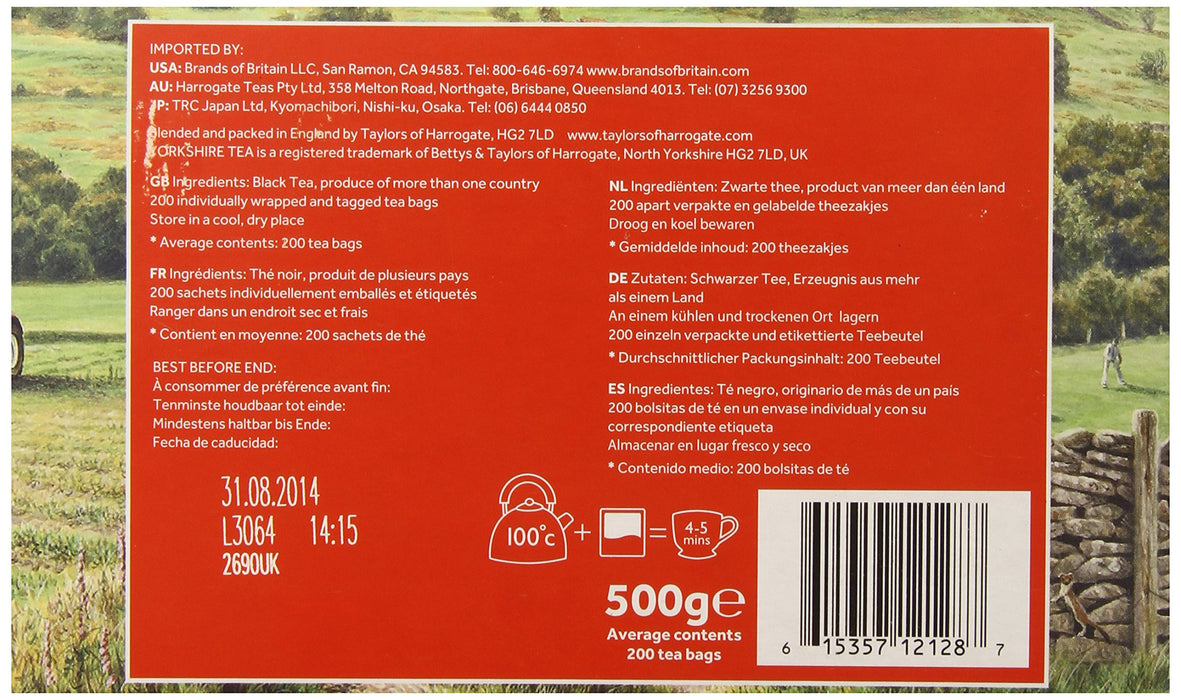 IMPORTED BY:
USA: Brands of Britain LLC, San Ramon, CA 94583. Tel: 800-646-6974 www.brandsofbritain.com
AU: Harrogate Teas Pty Ltd, 358 Melton Road, Northgate, Brisbane, Queensland 4013. Tel: (07) 3256 9300
JP: TRC Japan Ltd, Kyomachibori, Nishi-ku, Osaka. Tel: (06) 6444 0850
Blended and packed in England by Taylors of Harrogate, HG2 7LD www.taylorsofharrogate.com
YORKSHIRE TEA is a registered trademark of Bettys & Taylors of Harrogate, North Yorkshire HG2 7LD, UK
GB Ingredients: Black Tea, produce of more than one country
200 individually wrapped and tagged tea bags
Store in a cool, dry place
* Average contents: 200 tea bags
FR Ingrédients: Thé noir, produit de plusieurs pays
200 sachets individuellement emballés et étiquetés
Ranger dans un endroit sec et frais
* Contient en moyenne: 200 sachets de thé
BEST BEFORE END:
À consommer de préférence avant fin:
Tenminste houdbaar tot einde:
Mindestens haltbar bis Ende:
Fecha de caducidad:
31.08.2014
L3064 14:15
2690UK
NL Ingrediënten: Zwarte thee, product van meer dan één land
200 apart verpakte en gelabelde theezakjes
Droog en koel bewaren
* Gemiddelde inhoud: 200 theezakjes
DE Zutaten: Schwarzer Tee, Erzeugnis aus mehr
als einem Land
An einem kühlen und trockenen Ort lagern
200 einzeln verpackte und etikettierte Teebeutel
* Durchschnittlicher Packungsinhalt: 200 Teebeutel
ES Ingredientes: Té negro, originario de más de un país
200 bolsitas de té en un envase individual y con su
correspondiente etiqueta
Almacenar en lugar fresco y seco
* Contenido medio: 200 bolsitas de té
100°c + = 4-5
mins
500g℮
Average contents
200 tea bags
6 15357 12128 7